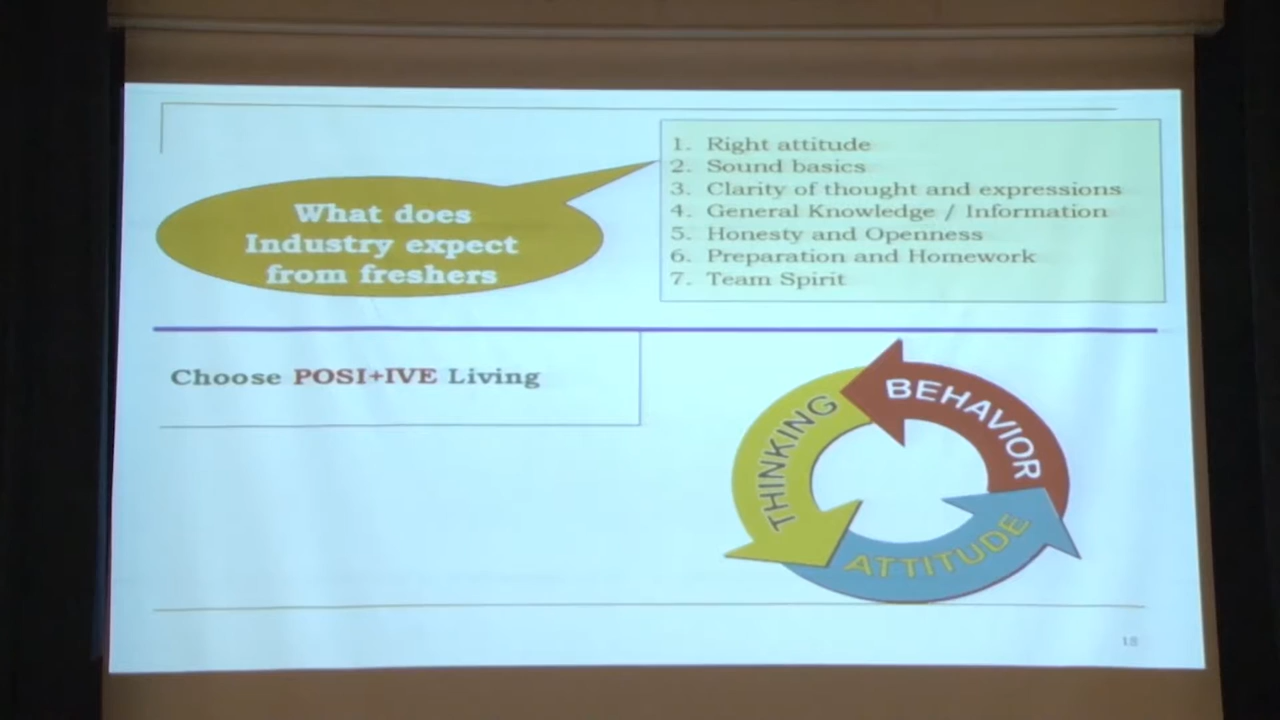 What does
Industry expect
from freshers
1. Right attitude
2. Sound basics
3. Clarity of thought and expressions
4. General Knowledge / Information
5. Honesty and Openness
6. Preparation and Homework
7. Team Spirit
Choose POSI+IVE Living
BEHAVIOR
THINKING
ATTITUDE
18